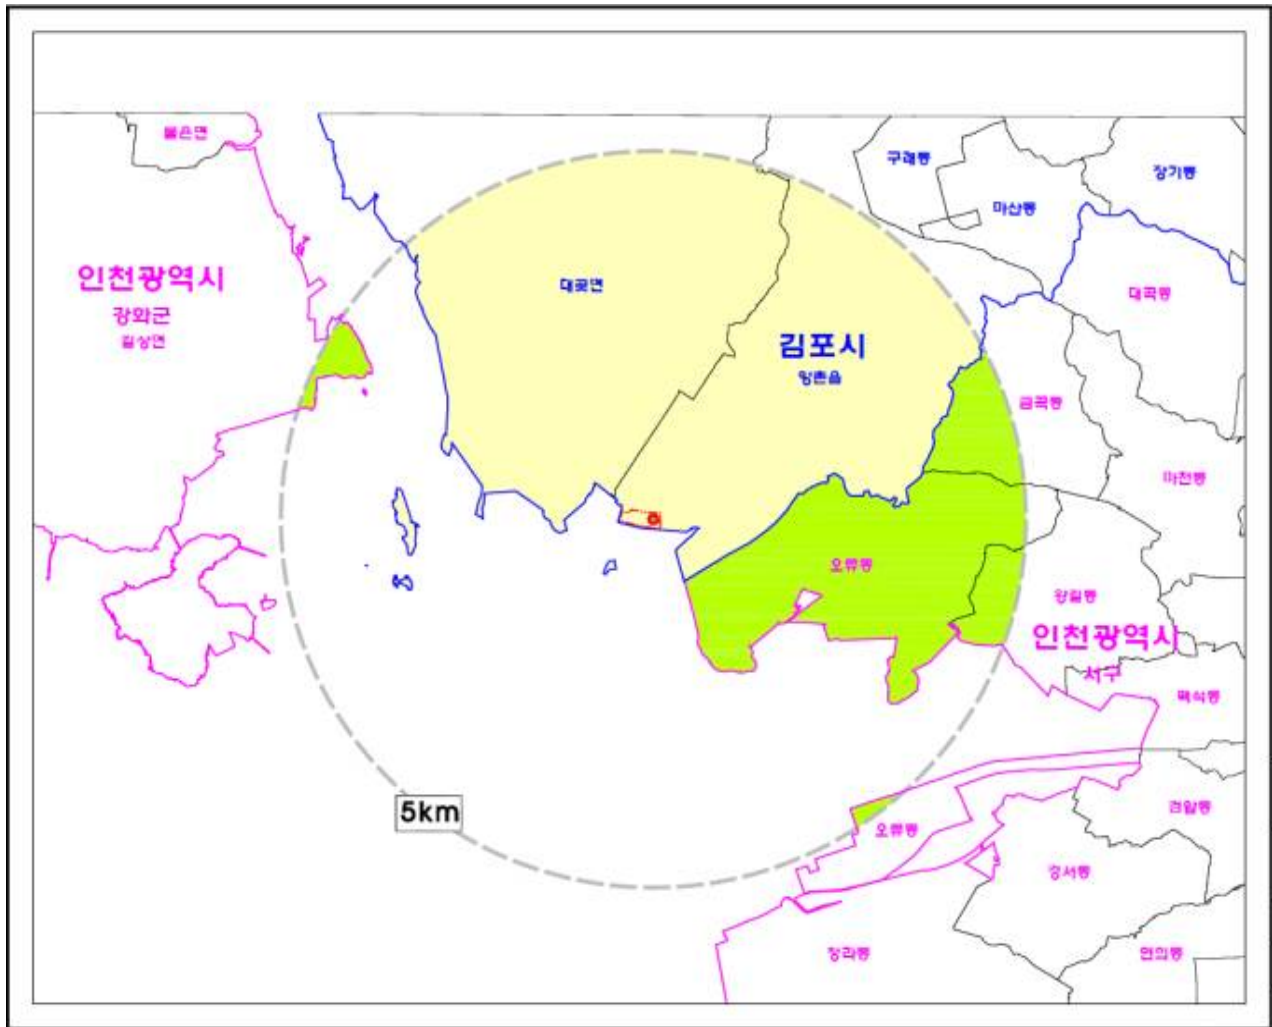 불은면
구래동
장기동
마산동
인천광역시
강화군
길상면
대곶면
대곡동
김포시
양촌읍
금곡동
마전동
오류동
왕길동
인천광역시
서구
백석동
5km
오류동
검암동
경서동
청라동
연희동